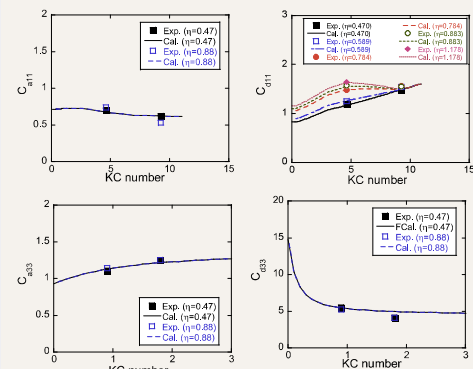 2
1.5
1
0.5
0
C a11
Exp. (η=0.47)
Cal. (η=0.47)
Exp. (η=0.88)
Cal. (η=0.88)
0 5 10 15
KC number
3
2
1
0
C d11
Exp. (η=0.470) Cal. (η=0.784)
Cal. (η=0.470) Exp. (η=0.883)
Exp. (η=0.589) Cal. (η=0.883)
Cal. (η=0.589) Exp. (η=1.178)
Exp. (η=0.784) Cal. (η=1.178)
0 5 10 15
KC number
2
1.5
1
0.5
0
C a33
Exp. (η=0.47)
Cal. (η=0.47)
Exp. (η=0.88)
Cal. (η=0.88)
0 1 2 3
KC number
20
15
10
5
0
C d33
Exp. (η=0.47)
FCal. (η=0.47)
Exp. (η=0.88)
Cal. (η=0.88)
0 1 2 3
KC number